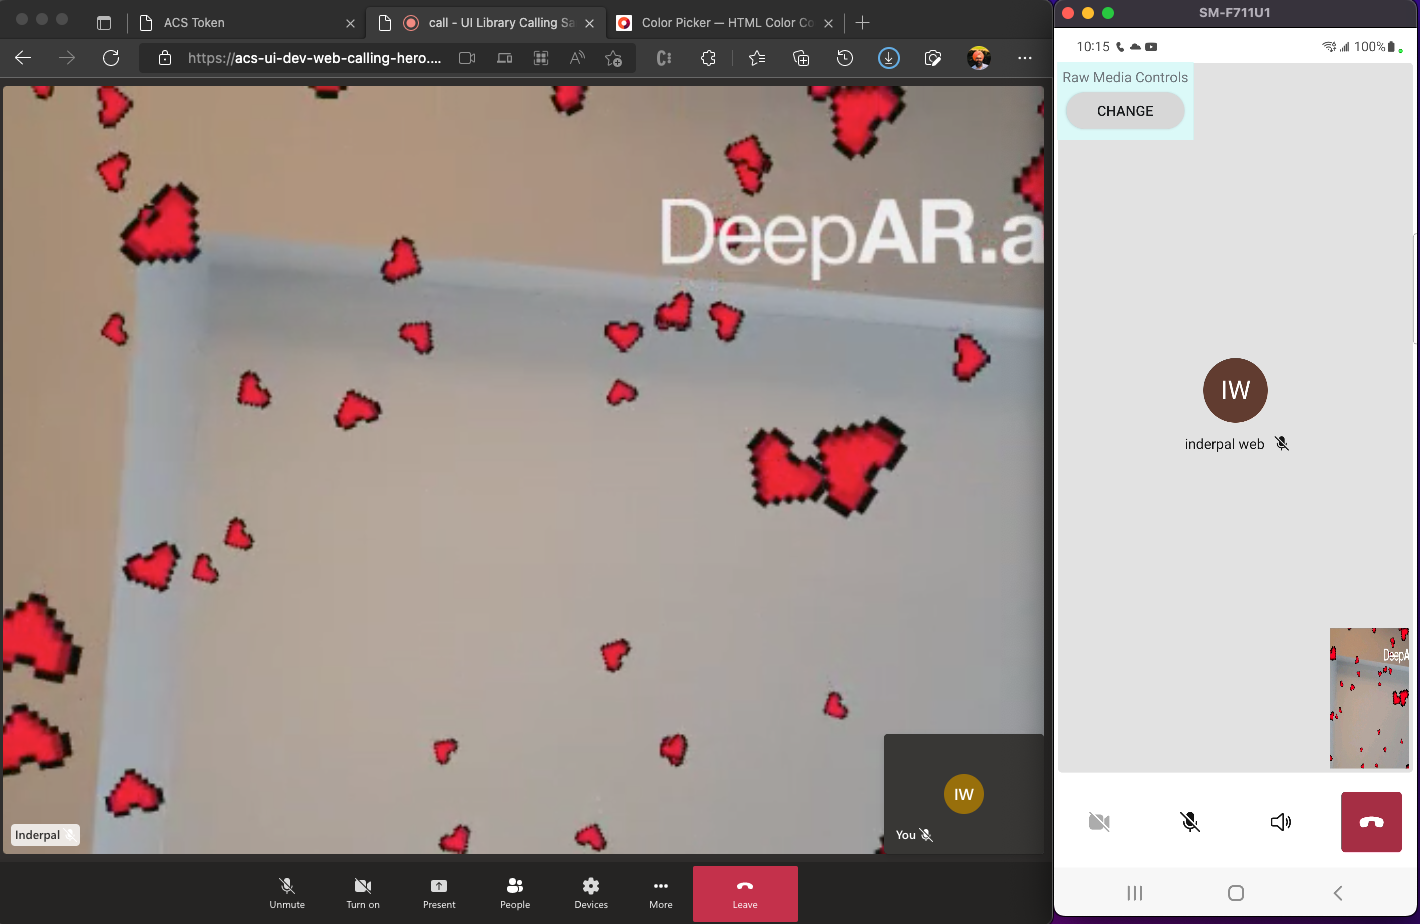 ACS Token
call - UI Library Calling Sa
Color Picker — HTML Color Co
https://acs-ui-dev-web-calling-hero....
DeepAR.a
Inderpal
IW
You
Unmute
Turn on
Present
People
Devices
More
Leave
SM-F711U1
10:15
100%
Raw Media Controls
CHANGE
IW
inderpal web
DeepA